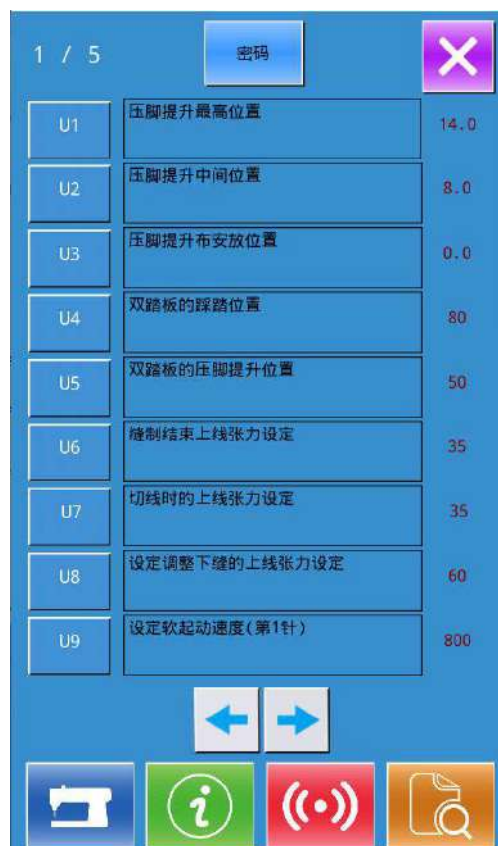 1 / 5
密码
U1 压脚提升最高位置 14.0
U2 压脚提升中间位置 8.0
U3 压脚提升布安放位置 0.0
U4 双踏板的踩踏位置 80
U5 双踏板的压脚提升位置 50
U6 缝制结束上线张力设定 35
U7 切线时的上线张力设定 35
U8 设定调整下缝的上线张力设定 60
U9 设定软起动速度(第1针) 800